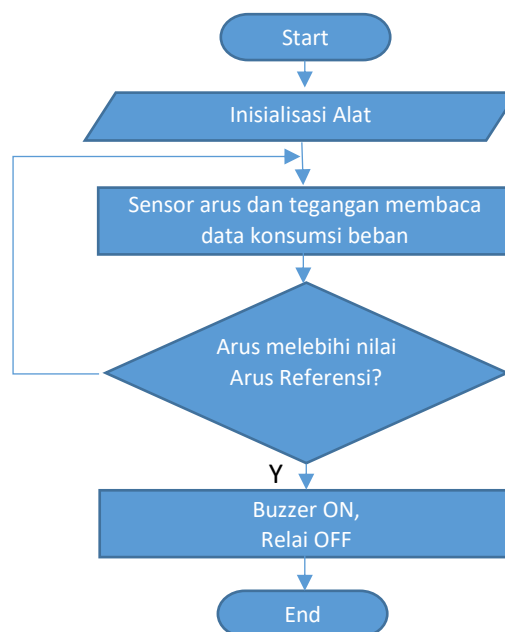 Start
Inisialisasi Alat
Sensor arus dan tegangan membaca
data konsumsi beban
Arus melebihi nilai
Arus Referensi?
Y
Buzzer ON,
Relai OFF
End